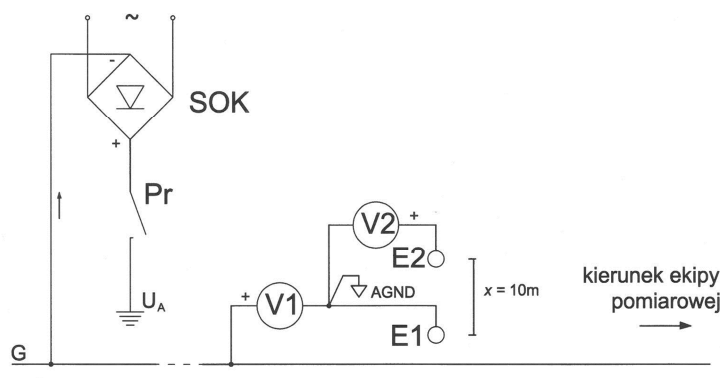 ~
-
SOK
+
Pr
V2 +
E2
kierunek ekipy
pomiarowej
x = 10m
AGND
+ V1
U_A
E1
G